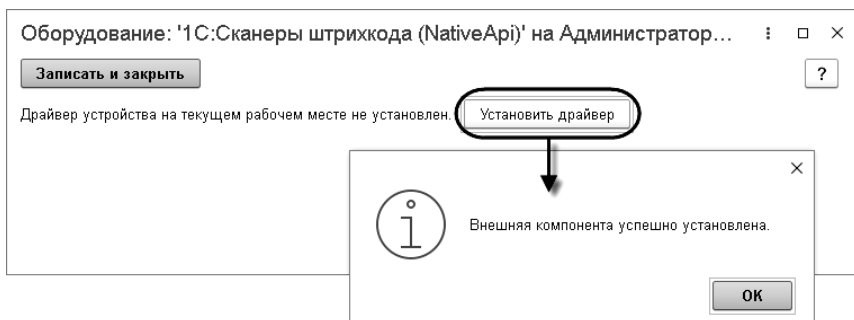 Оборудование: '1С:Сканеры штрихкода (NativeApi)' на Администратор...
Записать и закрыть
?
Драйвер устройства на текущем рабочем месте не установлен.
Установить драйвер
Внешняя компонента успешно установлена.
ОК